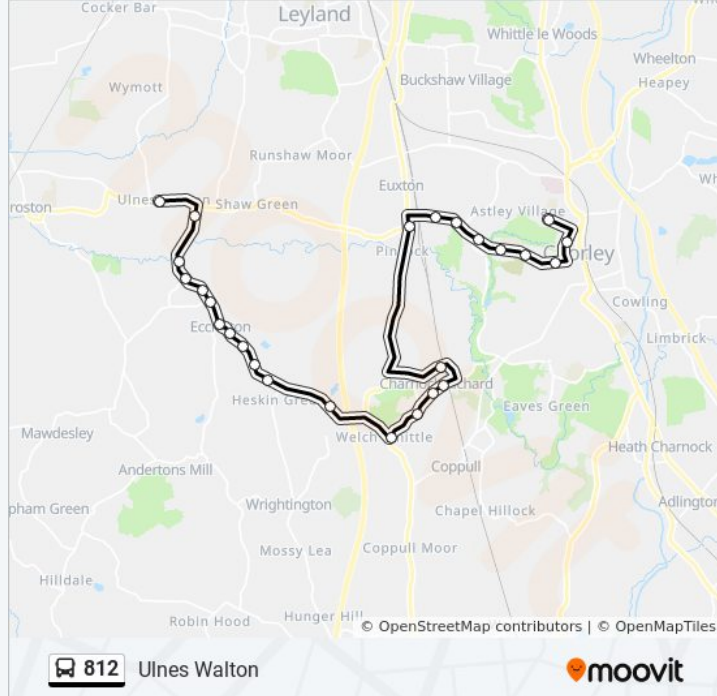 Cocker Bar
Leyland
Whittle le Woods
Wheelton
Heapey
Buckshaw Village
Wymott
Runshaw Moor
Euxton
Shaw Green
Astley Village
Chorley
Cowling
Limbrick
Eccleston
Heskin Green
Charnock Richard
Eaves Green
Mawdesley
Welch Whittle
Heath Charnock
Andertons Mill
Coppull
Adlington
Wrightington
Chapel Hillock
pham Green
Mossy Lea
Coppull Moor
Hilldale
Robin Hood
Hunger Hill
© OpenStreetMap contributors | © OpenMapTiles
812 Ulnes Walton
moovit